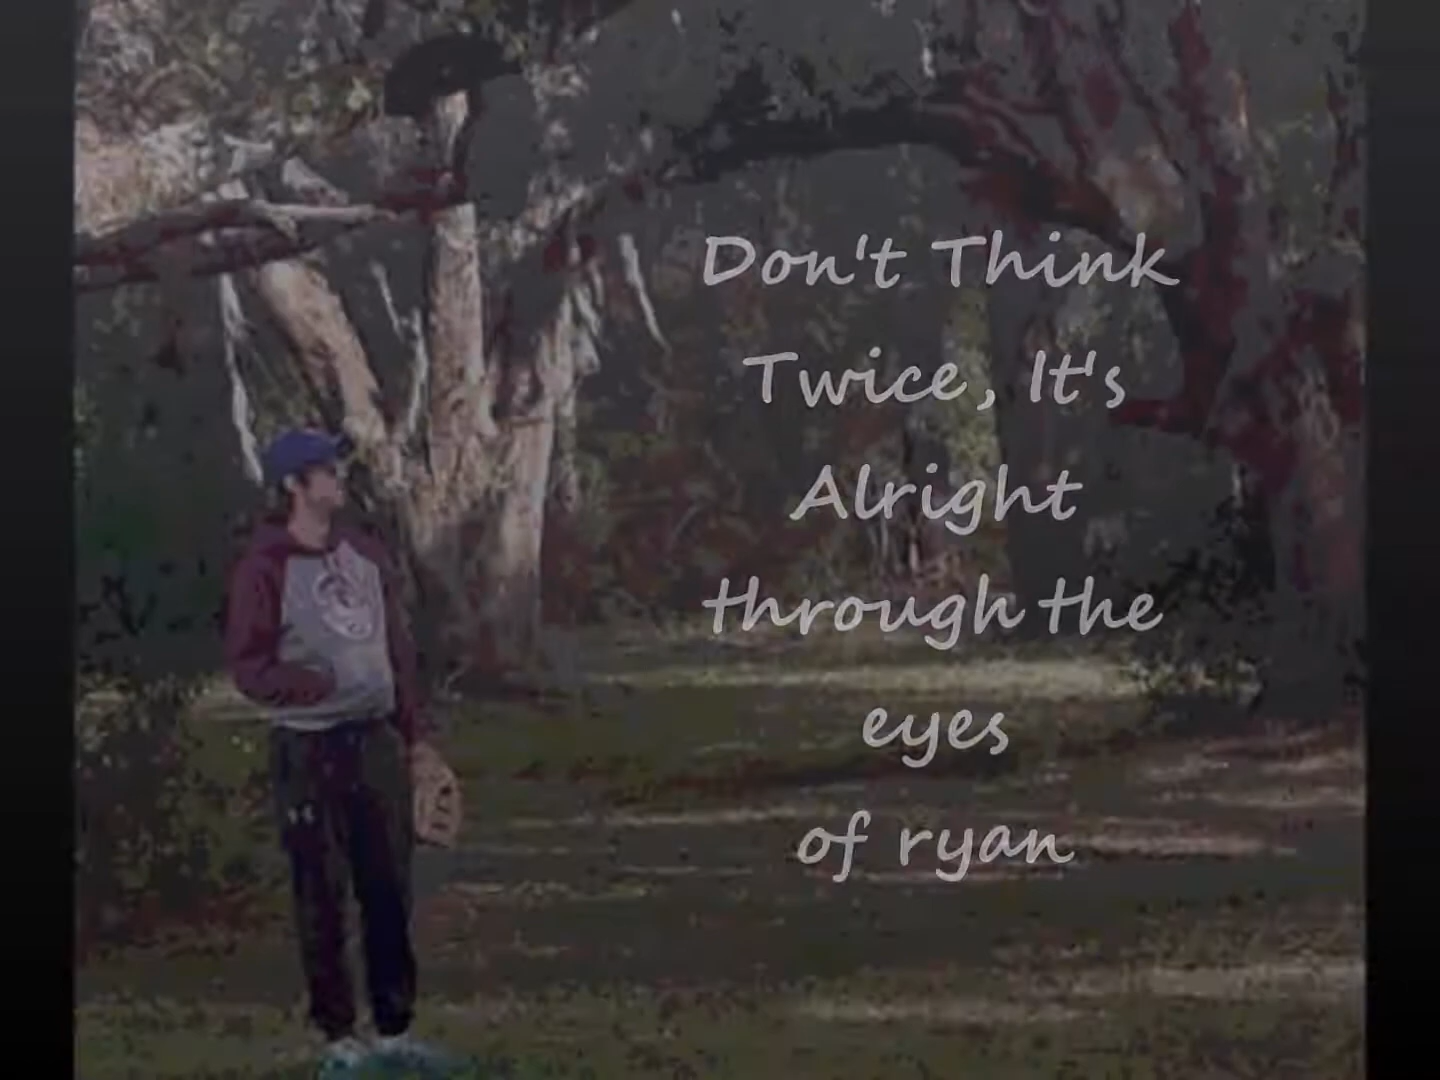 Don't Think
Twice, It's
Alright
through the
eyes
of ryan